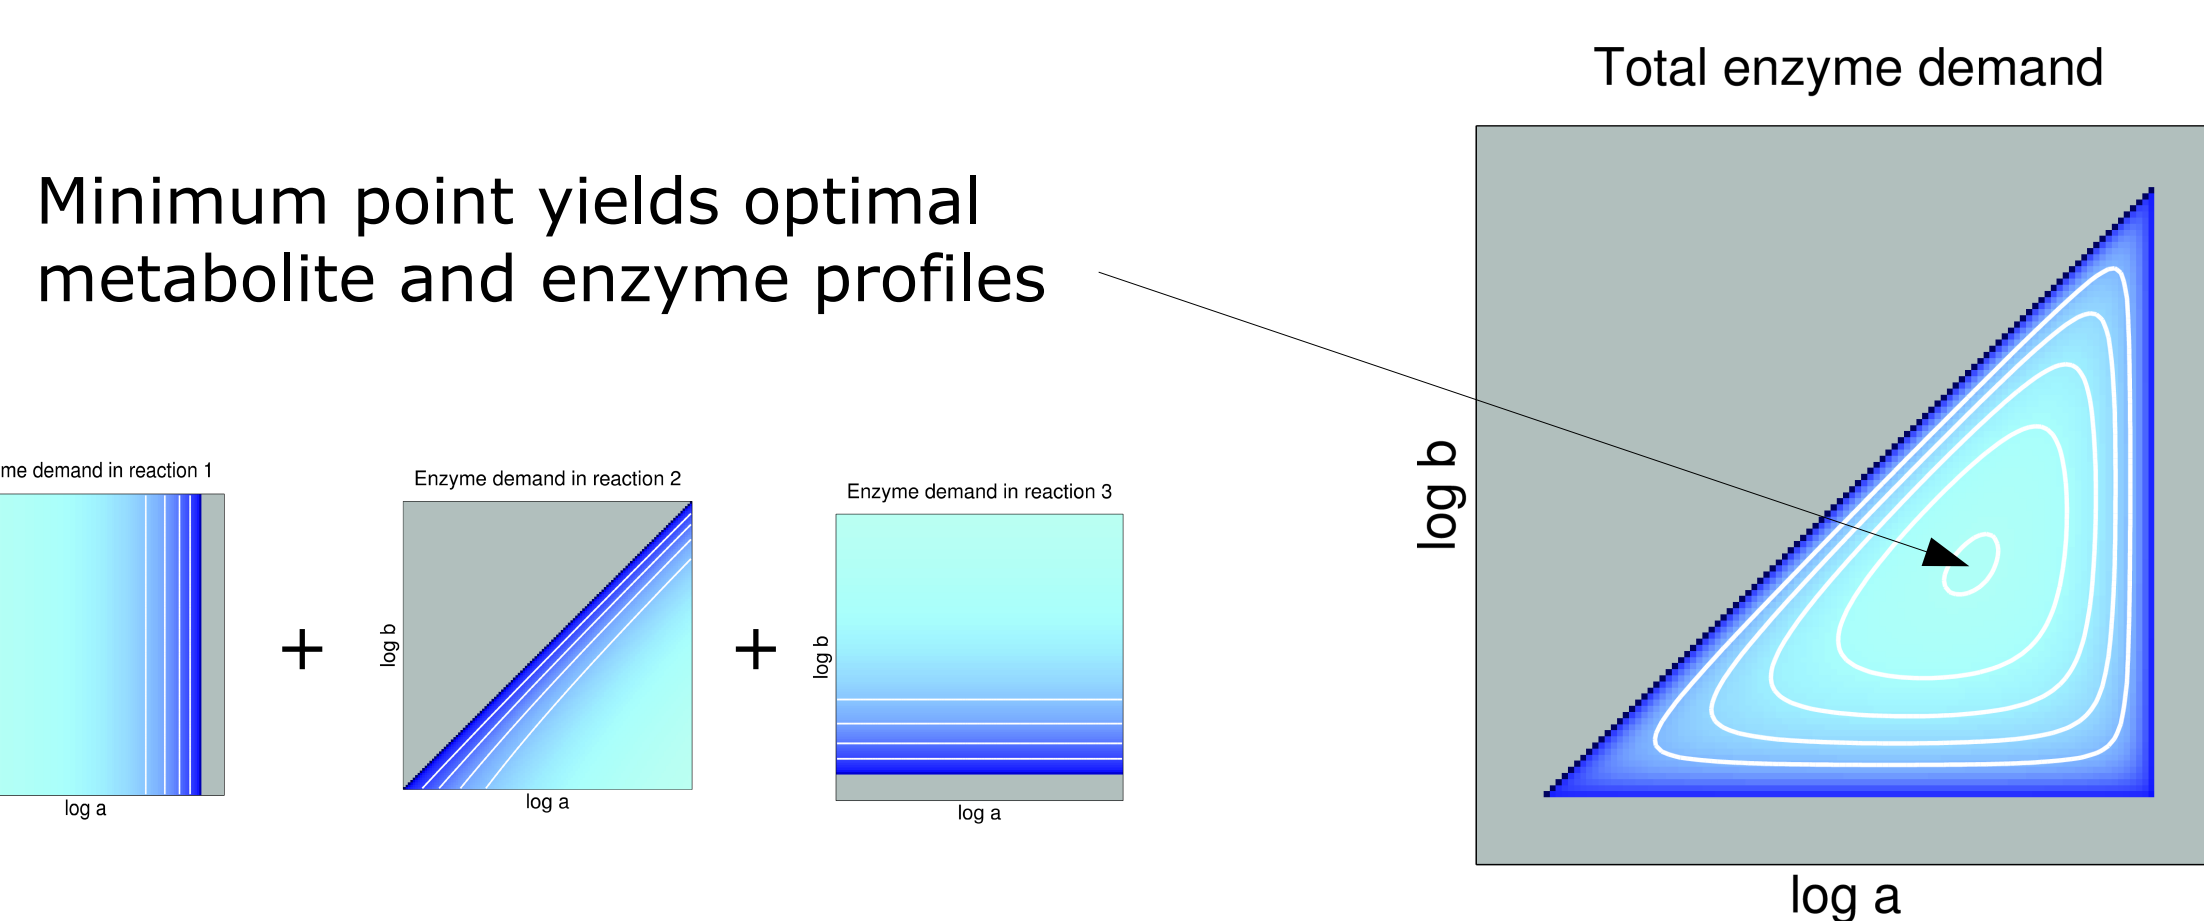 Total enzyme demand
Minimum point yields optimal
metabolite and enzyme profiles
me demand in reaction 1
log a
+
Enzyme demand in reaction 2
log b
log a
+
Enzyme demand in reaction 3
log b
log a
log b
log a